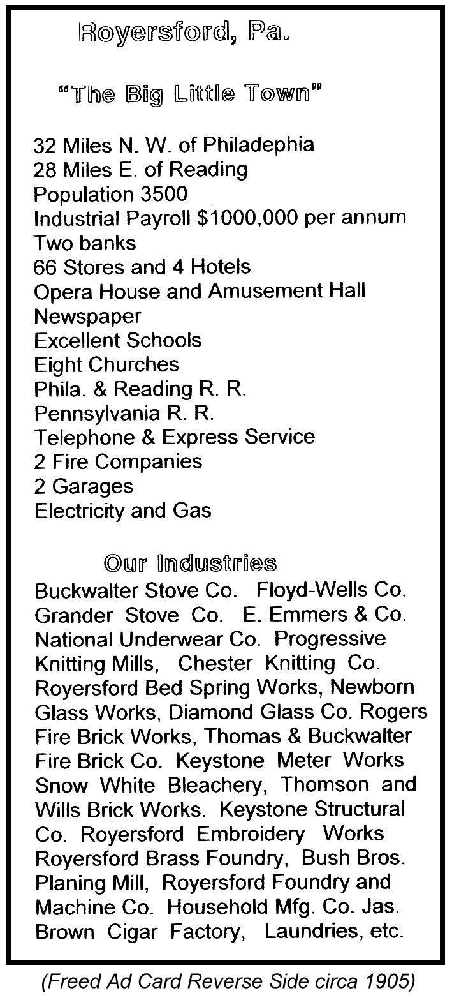 Royersford, Pa.
“The Big Little Town”
32 Miles N. W. of Philadephia
28 Miles E. of Reading
Population 3500
Industrial Payroll $1000,000 per annum
Two banks
66 Stores and 4 Hotels
Opera House and Amusement Hall
Newspaper
Excellent Schools
Eight Churches
Phila. & Reading R. R.
Pennsylvania R. R.
Telephone & Express Service
2 Fire Companies
2 Garages
Electricity and Gas
Our Industries
Buckwalter Stove Co. Floyd-Wells Co.
Grander Stove Co. E. Emmers & Co.
National Underwear Co. Progressive
Knitting Mills, Chester Knitting Co.
Royersford Bed Spring Works, Newborn
Glass Works, Diamond Glass Co. Rogers
Fire Brick Works, Thomas & Buckwalter
Fire Brick Co. Keystone Meter Works
Snow White Bleachery, Thomson and
Wills Brick Works. Keystone Structural
Co. Royersford Embroidery Works
Royersford Brass Foundry, Bush Bros.
Planing Mill, Royersford Foundry and
Machine Co. Household Mfg. Co. Jas.
Brown Cigar Factory, Laundries, etc.
(Freed Ad Card Reverse Side circa 1905)